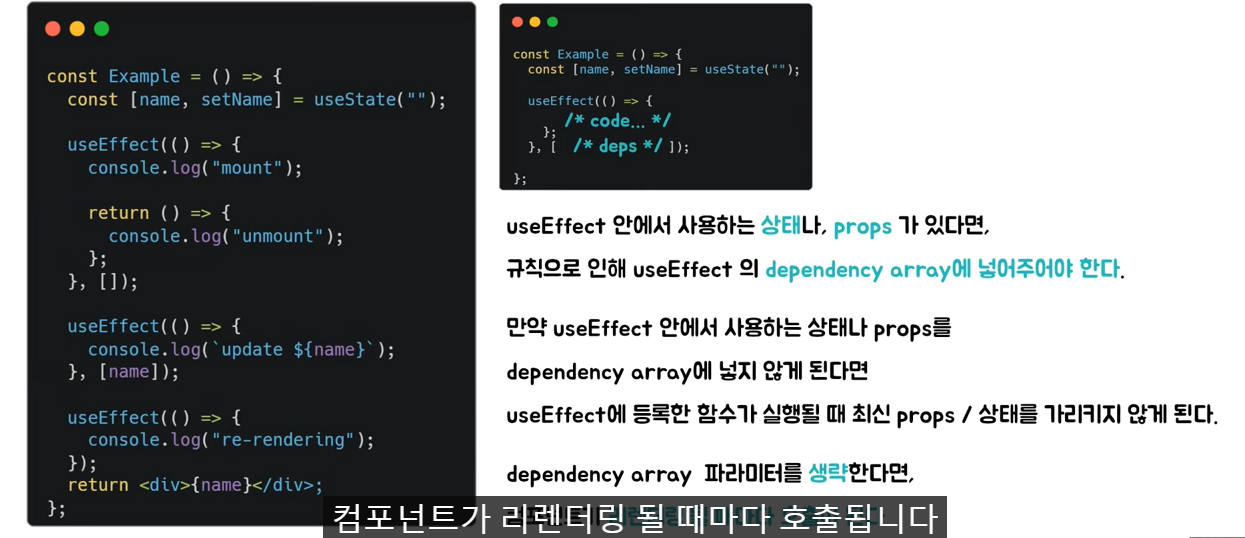 const Example = () => {
const [name, setName] = useState("");
useEffect(() => {
console.log("mount");
return () => {
console.log("unmount");
};
}, []);
useEffect(() => {
console.log(`update ${name}`);
}, [name]);
useEffect(() => {
console.log("re-rendering");
});
return <div>{name}</div>;
};
const Example = () => {
const [name, setName] = useState("");
useEffect(() => {
/* code... */
};
}, [ /* deps */ ]);
};
useEffect 안에서 사용하는 상태나, props 가 있다면,
규칙으로 인해 useEffect 의 dependency array에 넣어주어야 한다.
만약 useEffect 안에서 사용하는 상태나 props를
dependency array에 넣지 않게 된다면
useEffect에 등록한 함수가 실행될 때 최신 props / 상태를 가리키지 않게 된다.
dependency array 파라미터를 생략한다면,
컴포넌트가 리렌더링 될 때마다 호출됩니다